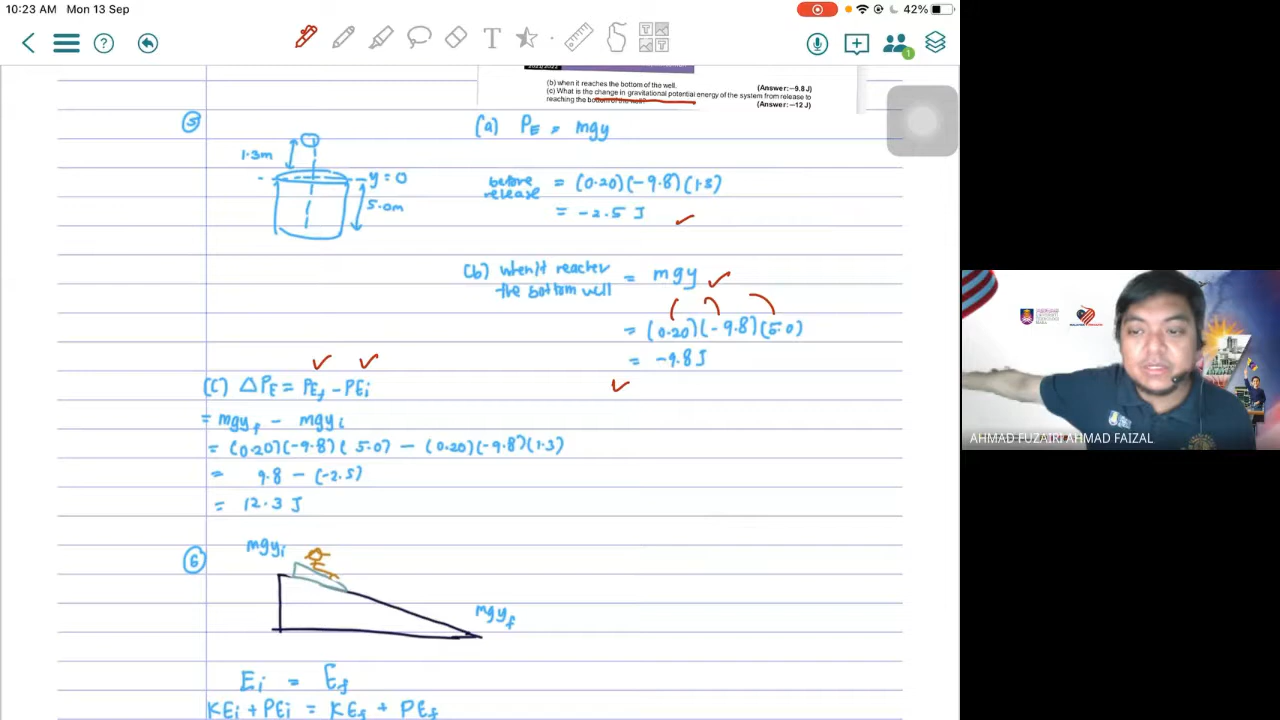 10:23 AM Mon 13 Sep
42%
1
(b) when it reaches the bottom of the well.
(Answer:−9.8 J)
(c) What is the change in gravitational potential energy of the system from release to
reaching the bottom of the well?
(Answer: −12 J)
5
(a) PE = mgy
1.3m
y = 0
5.0m
before release = (0.20)(-9.8)(1.3)
= -2.5 J
(b) when it reaches the bottom well = mgy
= (0.20)(-9.8)(5.0)
= -9.8 J
(c) △PE = PEf - PEi
= mgyf - mgyi
= (0.20)(-9.8)(5.0) - (0.20)(-9.8)(1.3)
= 9.8 - (-2.5)
= 12.3 J
6
mgyi
mgyf
Ei = Ef
KEi + PEi = KEf + PEf
AHMAD FUZAIRI AHMAD FAIZAL